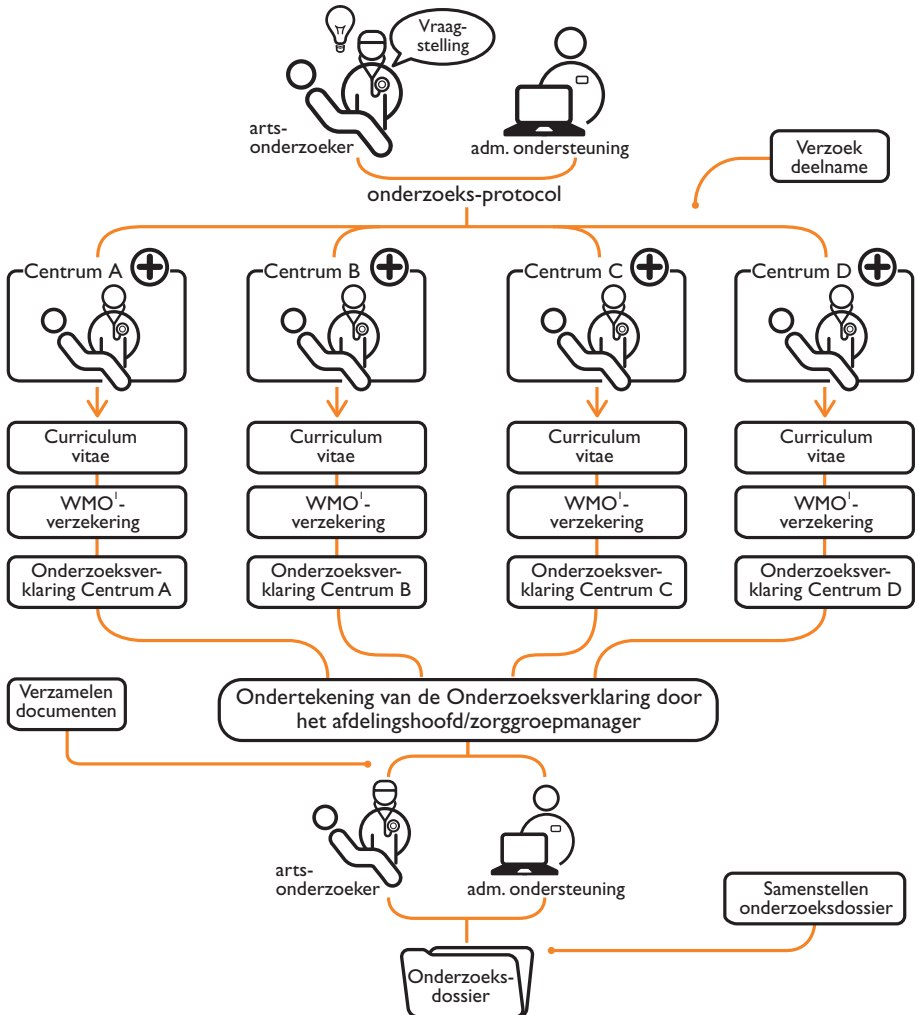 Vraag-
stelling
arts-
onderzoeker
adm. ondersteuning
Verzoek
deelname
onderzoeks-protocol
Centrum A
Centrum B
Centrum C
Centrum D
Curriculum
vitae
Curriculum
vitae
Curriculum
vitae
Curriculum
vitae
WMO¹-
verzekering
WMO¹-
verzekering
WMO¹-
verzekering
WMO¹-
verzekering
Onderzoeksver-
klaring Centrum A
Onderzoeksver-
klaring Centrum B
Onderzoeksver-
klaring Centrum C
Onderzoeksver-
klaring Centrum D
Verzamelen
documenten
Ondertekening van de Onderzoeksverklaring door
het afdelingshoofd/zorggroepmanager
arts-
onderzoeker
adm. ondersteuning
Samenstellen
onderzoeksdossier
Onderzoeks-
dossier